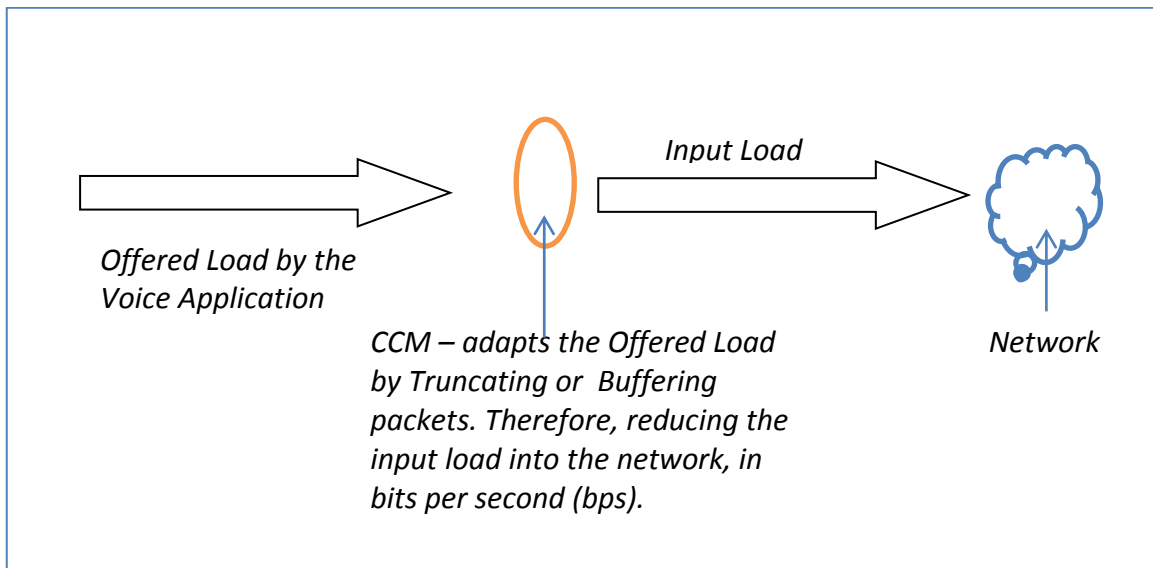 Input Load
Offered Load by the
Voice Application
CCM – adapts the Offered Load
by Truncating or  Buffering
packets. Therefore, reducing the
input load into the network, in
bits per second (bps).
Network